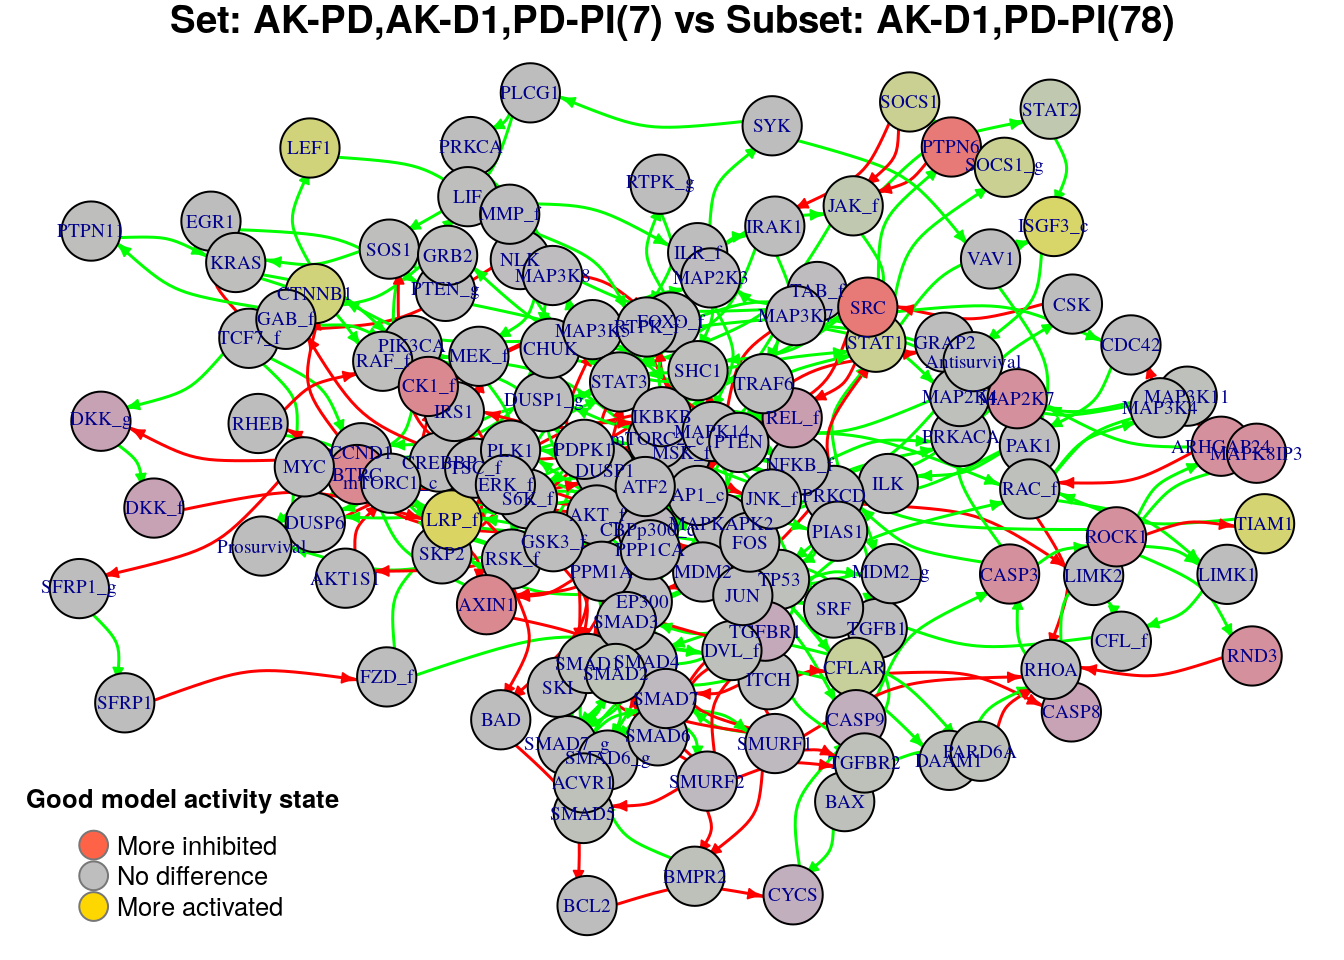 Set: AK-PD,AK-D1,PD-PI(7) vs Subset: AK-D1,PD-PI(78)
PLCG1
SOCS1
STAT2
SYK
PTPN6
LEF1
PRKCA
SOCS1_g
RTPK_g
LIF
MMP_f
JAK_f
PTPN11
EGR1
IRAK1
ISGF3_c
SOS1
GRB2
ILR_f
KRAS
NLK
VAV1
MAP3K8
MAP2K3
CTNNB1
PTEN_g
TAB_f
SRC
CSK
GAB_f
FOXO_f
MAP3K7
TCF7_f
MAP3K5
RTPK_f
PIK3CA
STAT1
GRAP2
CDC42
RAF_f
MEK_f
CHUK
Antisurvival
SHC1
STAT3
TRAF6
CK1_f
DUSP1_g
MAP2K4
MAP2K7
MAP3K11
MAP3K4
DKK_g
RHEB
IRS1
IKBKB
REL_f
MAPK14
PRKACA
PAK1
mTORC2_c
PTEN
ARHGAP24
MAPK8IP3
CCND1
PLK1
PDPK1
MSK_f
MYC
BTRC
CREBBP
TSC_f
DUSP1
NFKB_f
mTORC1_c
ERK_f
ATF2
AP1_c
JNK_f
PRKCD
ILK
RAC_f
S6K_f
DKK_f
DUSP6
LRP_f
AKT_f
MAPKAPK2
CBPp300_c
PIAS1
TIAM1
Prosurvival
GSK3_f
FOS
ROCK1
SKP2
RSK_f
PPP1CA
AKT1S1
PPM1A
MDM2
TP53
MDM2_g
CASP3
LIMK2
LIMK1
SFRP1_g
AXIN1
EP300
JUN
SMAD3
SRF
TGFB1
TGFBR1
CFL_f
DVL_f
SMAD1
SMAD4
CFLAR
RND3
FZD_f
SMAD2
ITCH
RHOA
SKI
SMAD7
SFRP1
BAD
CASP9
CASP8
SMAD7_g
SMAD6
SMURF1
SMAD6_g
TGFBR2
DAAM1
PARD6A
ACVR1
SMURF2
SMAD5
BAX
BMPR2
CYCS
BCL2
Good model activity state
More inhibited
No difference
More activated